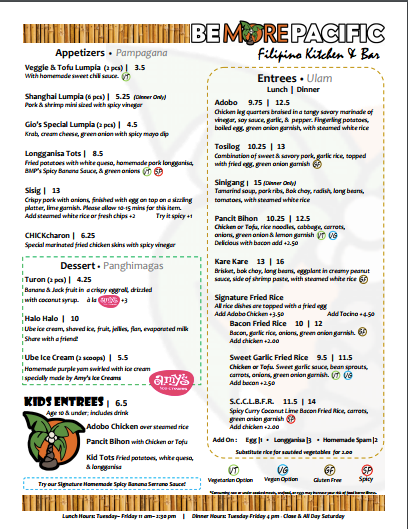 BE MORE PACIFIC
Filipino Kitchen & Bar
Appetizers • Pampagana
Veggie & Tofu Lumpia (2 pcs) | 3.5
With homemade sweet chili sauce. VT
Shanghai Lumpia (6 pcs) | 5.25 (Dinner Only)
Pork & shrimp mini sized with spicy vinegar
Gio's Special Lumpia (2 pcs) | 4.5
Krab, cream cheese, green onion with spicy mayo dip
Longganisa Tots | 8.5
Fried potatoes with white queso, homemade pork longganisa,
BMP's Spicy Banana Sauce, & green onions VT SP
Sisig | 13
Crispy pork with onions, finished with egg on top on a sizzling
platter, lime garnish. Please allow 10-15 mins for this item.
Add steamed white rice or fresh chips +2 Try it spicy +1
CHICKcharon | 6.25
Special marinated fried chicken skins with spicy vinegar
Dessert • Panghimagas
Turon (2 pcs) | 4.25
Banana & Jack fruit in a crispy eggroll, drizzled
with coconut syrup. à la amy's +3
Halo Halo | 10
Ube ice cream, shaved ice, fruit, jellies, flan, evaporated milk
Share with a friend!
Ube Ice Cream (2 scoops) | 5.5
Homemade purple yam swirled with ice cream
specially made by Amy's Ice Creams
amy's
ICE CREAMS
KIDS ENTREES | 6.5
Age 10 & under; includes drink
Adobo Chicken over steamed rice
Pancit Bihon with Chicken or Tofu
Kid Tots Fried potatoes, white queso,
& longganisa
Try our Signature Homemade Spicy Banana Serrano Sauce!
Entrees • Ulam
Lunch | Dinner
Adobo 9.75 | 12.5
Chicken leg quarters braised in a tangy savory marinade of
vinegar, soy sauce, garlic, & pepper. Fingerling potatoes,
boiled egg, green onion garnish, with steamed white rice
Tosilog 10.25 | 13
Combination of sweet & savory pork, garlic rice, topped
with fried egg, green onion garnish GF
Sinigang | 15 (Dinner Only)
Tamarind soup, pork ribs, Bok choy, radish, long beans,
tomatoes, with steamed white rice
Pancit Bihon 10.25 | 12.5
Chicken or Tofu, rice noodles, cabbage, carrots,
onions, green onion & lemon garnish VT VG
Delicious with bacon add +2.50
Kare Kare 13 | 16
Brisket, bok choy, long beans, eggplant in creamy peanut
sauce, side of shrimp paste, with steamed white rice GF
Signature Fried Rice
All rice dishes are topped with a fried egg
Add Adobo Chicken +3.50 Add Tocino +4.50
Bacon Fried Rice 10 | 12
Bacon, garlic rice, onions, green onion garnish. GF
Add chicken +2.00
Sweet Garlic Fried Rice 9.5 | 11.5
Chicken or Tofu. Sweet garlic sauce, bean sprouts,
carrots, onions, green onion garnish. VT VG
Add bacon +2.50
S.C.C.L.B.F.R. 11.5 | 14
Spicy Curry Coconut Lime Bacon Fried Rice, carrots,
green onion garnish SP
Add chicken +2.00
Add On : Egg |1 • Longganisa |3 • Homemade Spam |2
Substitute rice for sautéed vegetables for 2.00
VT VG GF SP
Vegetarian Option Vegan Option Gluten Free Spicy
*Consuming raw or undercooked meats, seafood, or eggs may increase your risk of food borne illness.
Lunch Hours: Tuesday– Friday 11 am– 2:30 pm | Dinner Hours: Tuesday-Friday 4 pm - Close & All Day Saturday